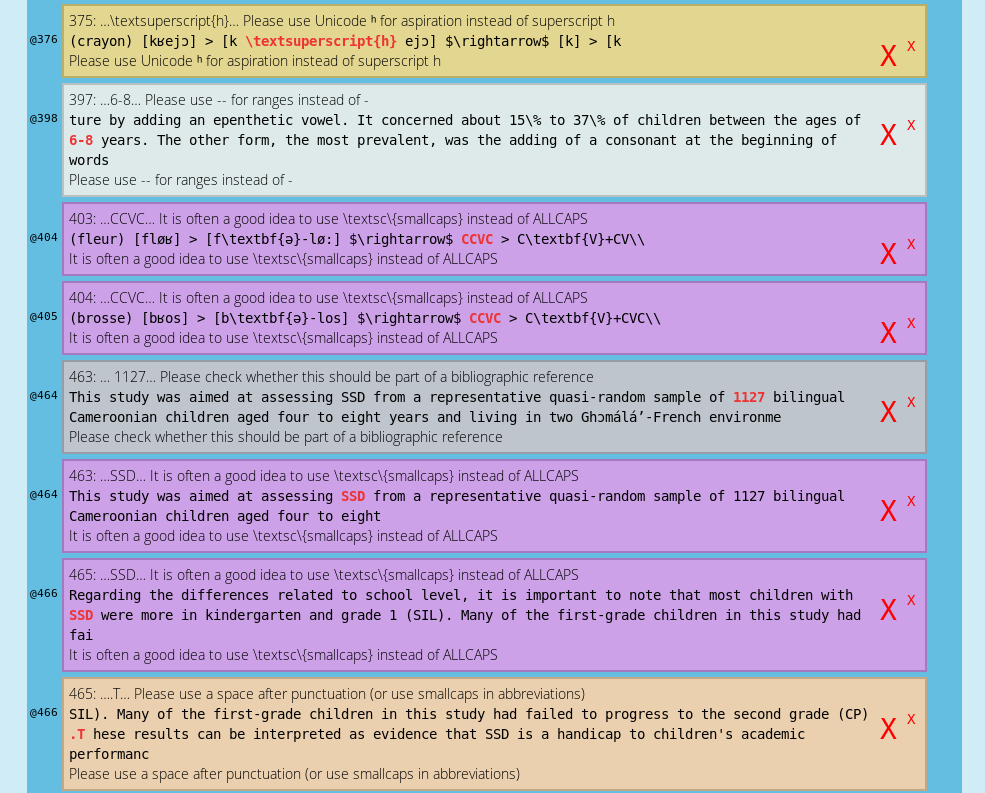 375: ...\textsuperscript{h}... Please use Unicode ʰ for aspiration instead of superscript h
@376
(crayon) [kʁejɔ] > [k \textsuperscript{h} ejɔ] $\rightarrow$ [k] > [k
X X
Please use Unicode ʰ for aspiration instead of superscript h
397: ...6-8... Please use -- for ranges instead of -
@398
ture by adding an epenthetic vowel. It concerned about 15\% to 37\% of children between the ages of
6-8 years. The other form, the most prevalent, was the adding of a consonant at the beginning of
X X
words
Please use -- for ranges instead of -
403: ...CCVC... It is often a good idea to use \textsc\{smallcaps} instead of ALLCAPS
@404
(fleur) [fløʁ] > [f\textbf{ə}-lø:] $\rightarrow$ CCVC > C\textbf{V}+CV\\
X X
It is often a good idea to use \textsc\{smallcaps} instead of ALLCAPS
404: ...CCVC... It is often a good idea to use \textsc\{smallcaps} instead of ALLCAPS
@405
(brosse) [bʁos] > [b\textbf{ə}-los] $\rightarrow$ CCVC > C\textbf{V}+CVC\\
X X
It is often a good idea to use \textsc\{smallcaps} instead of ALLCAPS
463: ... 1127... Please check whether this should be part of a bibliographic reference
@464
This study was aimed at assessing SSD from a representative quasi-random sample of 1127 bilingual
Cameroonian children aged four to eight years and living in two Ghɔmálá’-French environme
X X
Please check whether this should be part of a bibliographic reference
463: ...SSD... It is often a good idea to use \textsc\{smallcaps} instead of ALLCAPS
@464
This study was aimed at assessing SSD from a representative quasi-random sample of 1127 bilingual
Cameroonian children aged four to eight
X X
It is often a good idea to use \textsc\{smallcaps} instead of ALLCAPS
465: ...SSD... It is often a good idea to use \textsc\{smallcaps} instead of ALLCAPS
@466
Regarding the differences related to school level, it is important to note that most children with
SSD were more in kindergarten and grade 1 (SIL). Many of the first-grade children in this study had
X X
fai
It is often a good idea to use \textsc\{smallcaps} instead of ALLCAPS
465: ....T... Please use a space after punctuation (or use smallcaps in abbreviations)
@466
SIL). Many of the first-grade children in this study had failed to progress to the second grade (CP)
.T hese results can be interpreted as evidence that SSD is a handicap to children's academic
X X
performanc
Please use a space after punctuation (or use smallcaps in abbreviations)